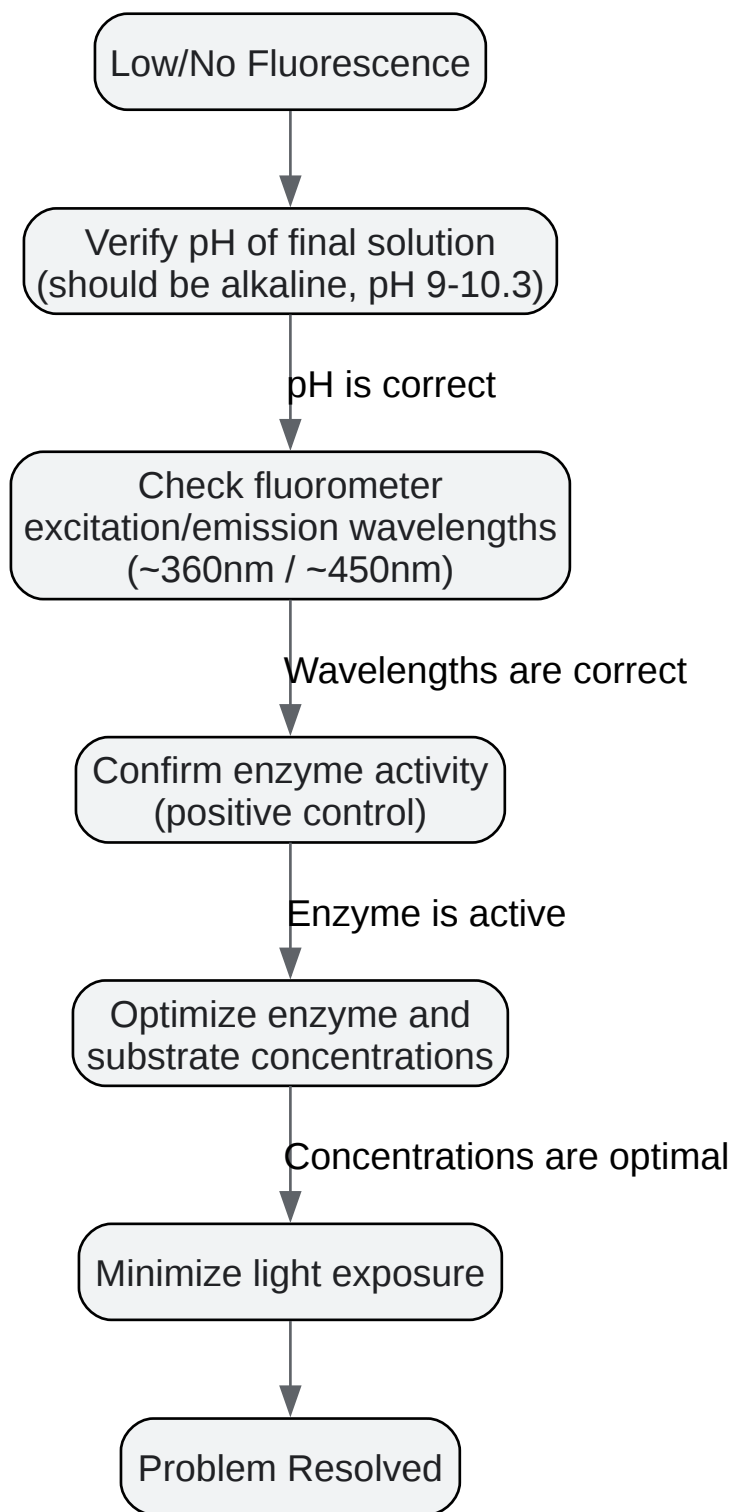 Low/No Fluorescence
Verify pH of final solution
(should be alkaline, pH 9-10.3)
pH is correct
Check fluorometer
excitation/emission wavelengths
(~360nm / ~450nm)
Wavelengths are correct
Confirm enzyme activity
(positive control)
Enzyme is active
Optimize enzyme and
substrate concentrations
Concentrations are optimal
Minimize light exposure
Problem Resolved